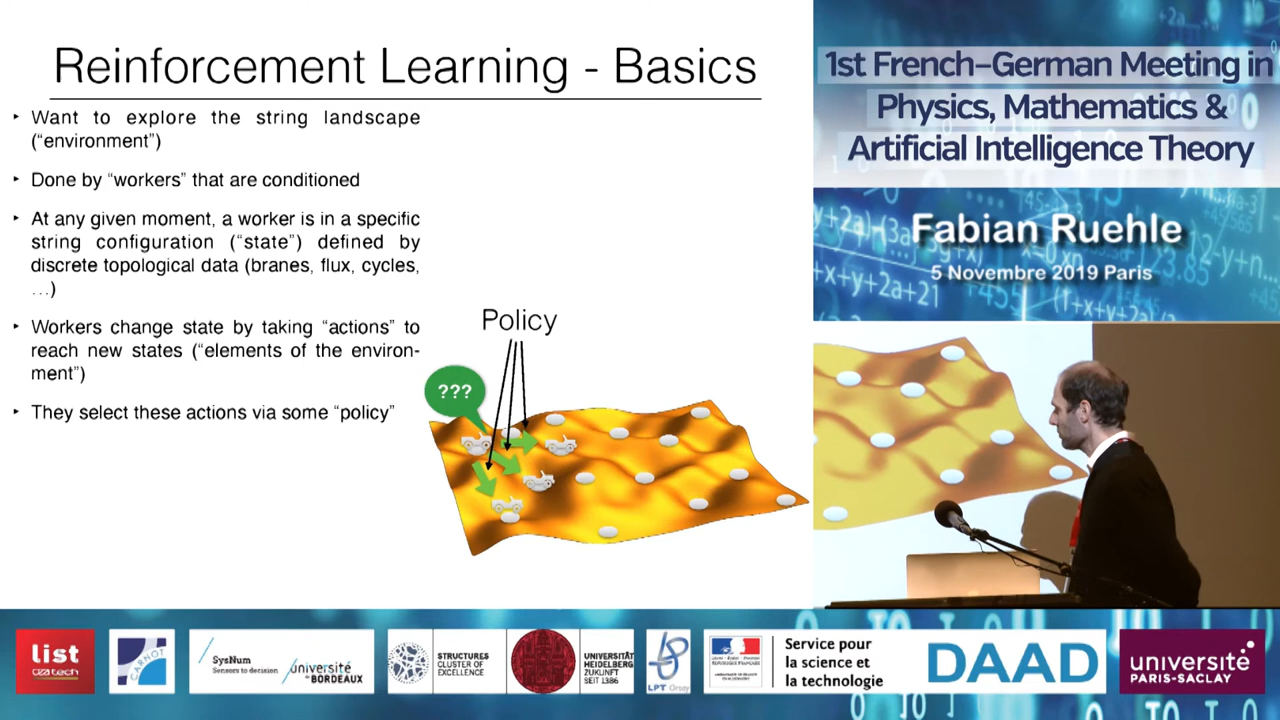 Reinforcement Learning - Basics
‣ Want to explore the string landscape
("environment")
‣ Done by "workers" that are conditioned
‣ At any given moment, a worker is in a specific
string configuration ("state") defined by
discrete topological data (branes, flux, cycles,
…)
‣ Workers change state by taking "actions" to
reach new states ("elements of the environ-
ment")
‣ They select these actions via some "policy"
Policy
???
1st French–German Meeting in
Physics, Mathematics &
Artificial Intelligence Theory
Fabian Ruehle
5 Novembre 2019 Paris
list
ceatech
CARNOT
SysNum
Sensors to decision
université
de BORDEAUX
STRUCTURES
CLUSTER OF
EXCELLENCE
UNIVERSITÄT
HEIDELBERG
ZUKUNFT
SEIT 1386
LPT Orsay
Service pour
la science et
la technologie
DAAD
université
PARIS-SACLAY